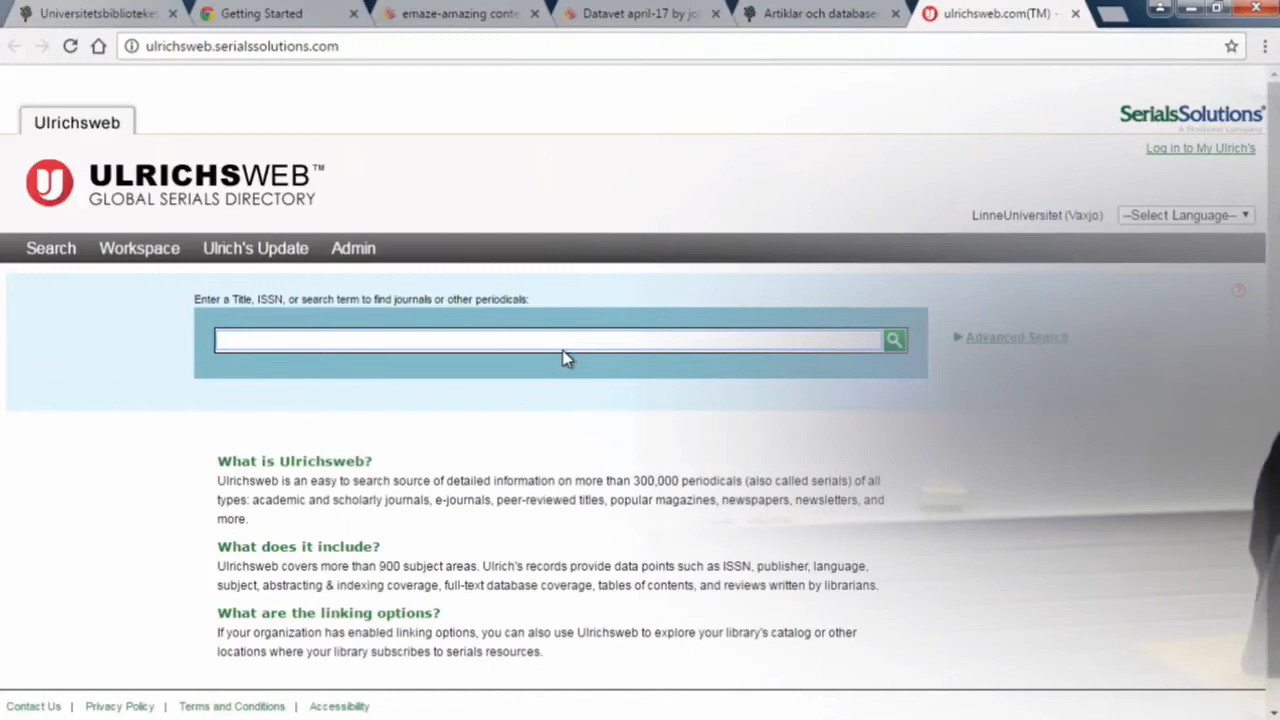 Universitetsbiblioteket
Getting Started
emaze-amazing conte
Datavet april-17 by jo
Artiklar och database
ulrichsweb.com(TM) -
ulrichsweb.serialssolutions.com
Ulrichsweb
SerialsSolutions
A ProQuest Company
Log in to My Ulrich's
ULRICHSWEB™
GLOBAL SERIALS DIRECTORY
LinneUniversitet (Vaxjo)
--Select Language--
Search
Workspace
Ulrich's Update
Admin
Enter a Title, ISSN, or search term to find journals or other periodicals:
Advanced Search
What is Ulrichsweb?
Ulrichsweb is an easy to search source of detailed information on more than 300,000 periodicals (also called serials) of all
types: academic and scholarly journals, e-journals, peer-reviewed titles, popular magazines, newspapers, newsletters, and
more.
What does it include?
Ulrichsweb covers more than 900 subject areas. Ulrich's records provide data points such as ISSN, publisher, language,
subject, abstracting & indexing coverage, full-text database coverage, tables of contents, and reviews written by librarians.
What are the linking options?
If your organization has enabled linking options, you can also use Ulrichsweb to explore your library's catalog or other
locations where your library subscribes to serials resources.
Contact Us | Privacy Policy | Terms and Conditions | Accessibility